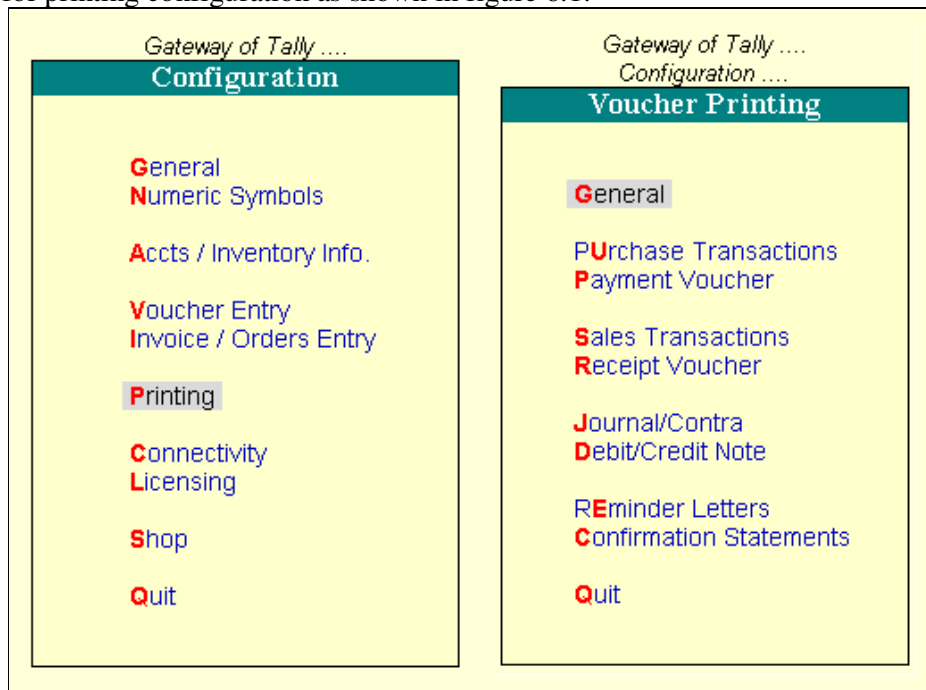 for printing configuration as shown in figure 6.1.
Gateway of Tally ....
Configuration
General
Numeric Symbols
Accts / Inventory Info.
Voucher Entry
Invoice / Orders Entry
Printing
Connectivity
Licensing
Shop
Quit
Gateway of Tally ....
Configuration ....
Voucher Printing
General
PUrchase Transactions
Payment Voucher
Sales Transactions
Receipt Voucher
Journal/Contra
Debit/Credit Note
REminder Letters
Confirmation Statements
Quit